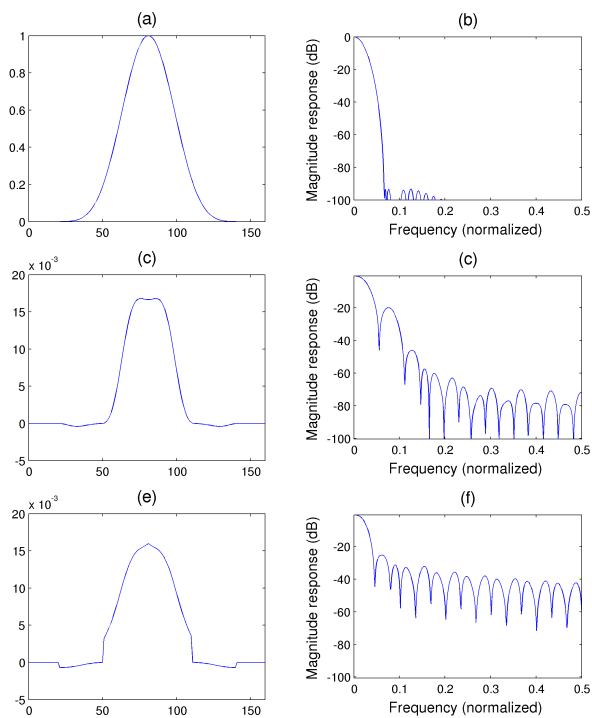 (a)
1
0.8
0.6
0.4
0.2
0
0 50 100 150
(b)
Magnitude response (dB)
0
-20
-40
-60
-80
-100
0 0.1 0.2 0.3 0.4 0.5
Frequency (normalized)
(c)
x 10⁻³
20
15
10
5
0
-5
0 50 100 150
(c)
Magnitude response (dB)
-20
-40
-60
-80
-100
0 0.1 0.2 0.3 0.4 0.5
Frequency (normalized)
(e)
x 10⁻³
20
15
10
5
0
-5
0 50 100 150
(f)
Magnitude response (dB)
-20
-40
-60
-80
-100
0 0.1 0.2 0.3 0.4 0.5
Frequency (normalized)